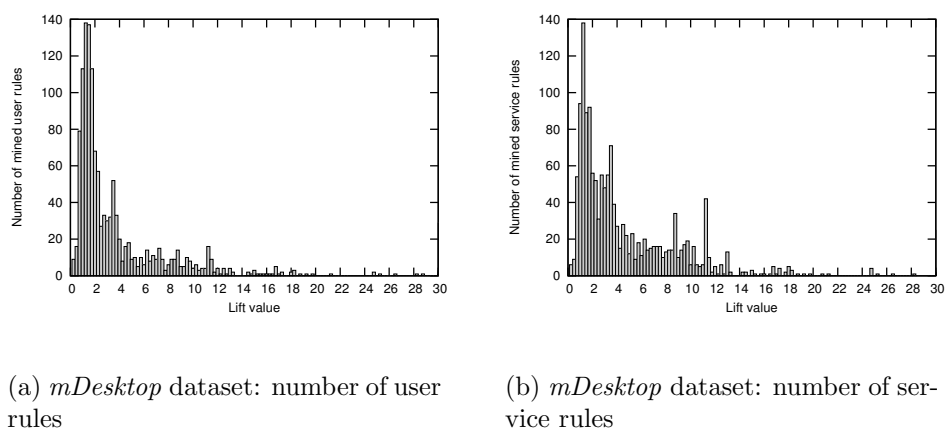 140
120
100
80
60
40
20
0
Number of mined user rules
0 2 4 6 8 10 12 14 16 18 20 22 24 26 28 30
Lift value
(a) mDesktop dataset: number of user
rules
140
120
100
80
60
40
20
0
Number of mined service rules
0 2 4 6 8 10 12 14 16 18 20 22 24 26 28 30
Lift value
(b) mDesktop dataset: number of ser-
vice rules